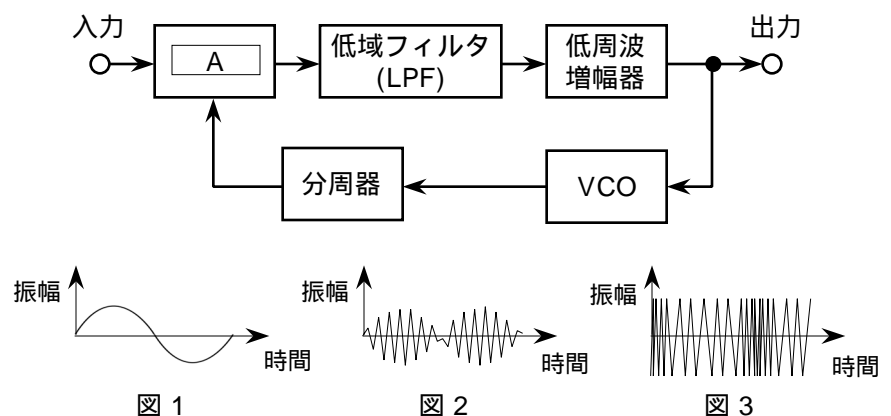 入力
出力
A
低域フィルタ
(LPF)
低周波
増幅器
分周器
VCO
振幅
時間
図 1
振幅
時間
図 2
振幅
時間
図 3